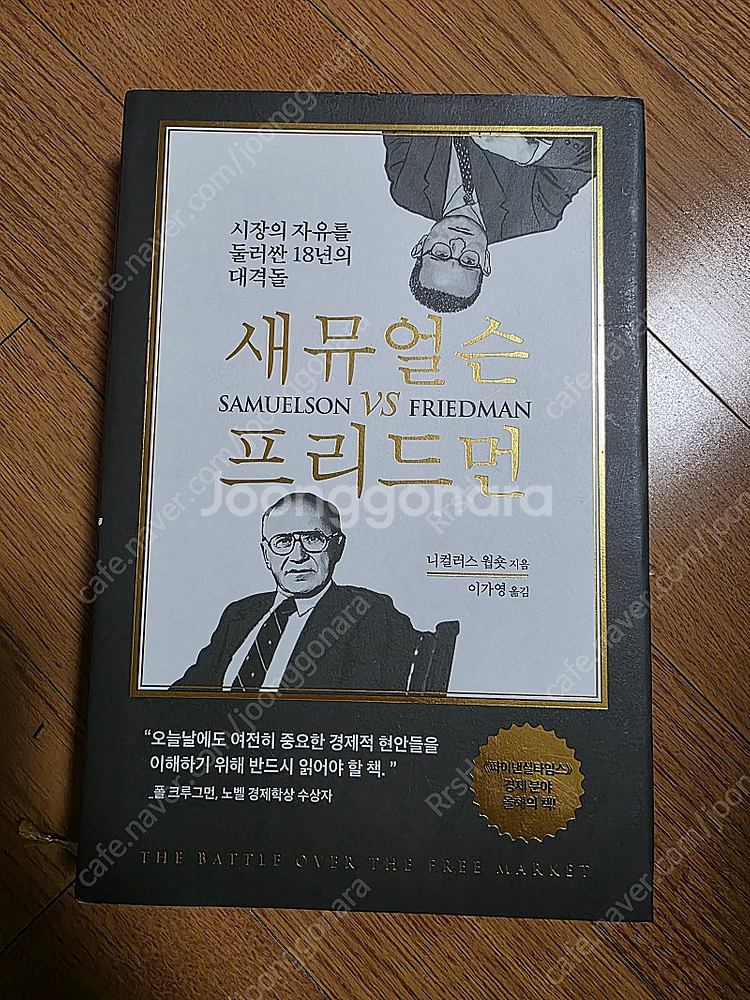 시장의 자유를
둘러싼 18년의
대격돌
새뮤얼슨
SAMUELSON VS FRIEDMAN
프리드먼
Joonggonara
니컬러스 웝숏 지음
이가영 옮김
“오늘날에도 여전히 중요한 경제적 현안들을
이해하기 위해 반드시 읽어야 할 책.”
_폴 크루그먼, 노벨 경제학상 수상자
《파이낸셜타임스》
경제 분야
올해의 책!
THE BATTLE OVER THE FREE MARKET
cafe.naver.com/joonggonara